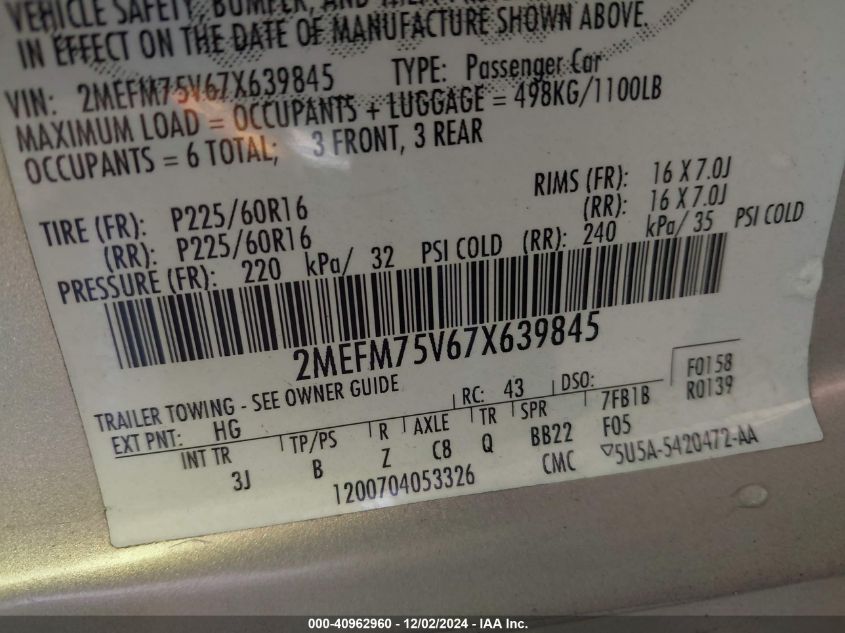 VEHICLE SAFETY, BUMPER, AND THEFT
IN EFFECT ON THE DATE OF MANUFACTURE SHOWN ABOVE.
VIN: 2MEFM75V67X639845 TYPE: Passenger Car
MAXIMUM LOAD = OCCUPANTS + LUGGAGE = 498KG/1100LB
OCCUPANTS = 6 TOTAL; 3 FRONT, 3 REAR
TIRE (FR): P225/60R16 RIMS (FR): 16 X 7.0J
(RR): P225/60R16 (RR): 16 X 7.0J
PRESSURE (FR): 220 kPa/ 32 PSI COLD (RR): 240 kPa/ 35 PSI COLD
2MEFM75V67X639845
TRAILER TOWING - SEE OWNER GUIDE
EXT PNT: HG RC: 43 DSO: F0158
INT TR TP/PS R AXLE TR SPR 7FB1B R0139
3J B Z C8 Q BB22 F05
1200704053326 CMC 5U5A-5420472-AA
000-40962960 - 12/02/2024 - IAA Inc.